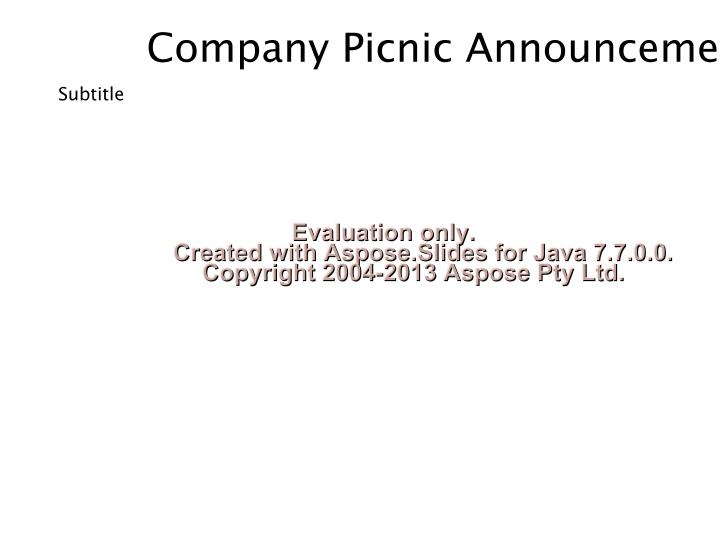 Company Picnic Announceme
Subtitle
Evaluation only.
Created with Aspose.Slides for Java 7.7.0.0.
Copyright 2004-2013 Aspose Pty Ltd.